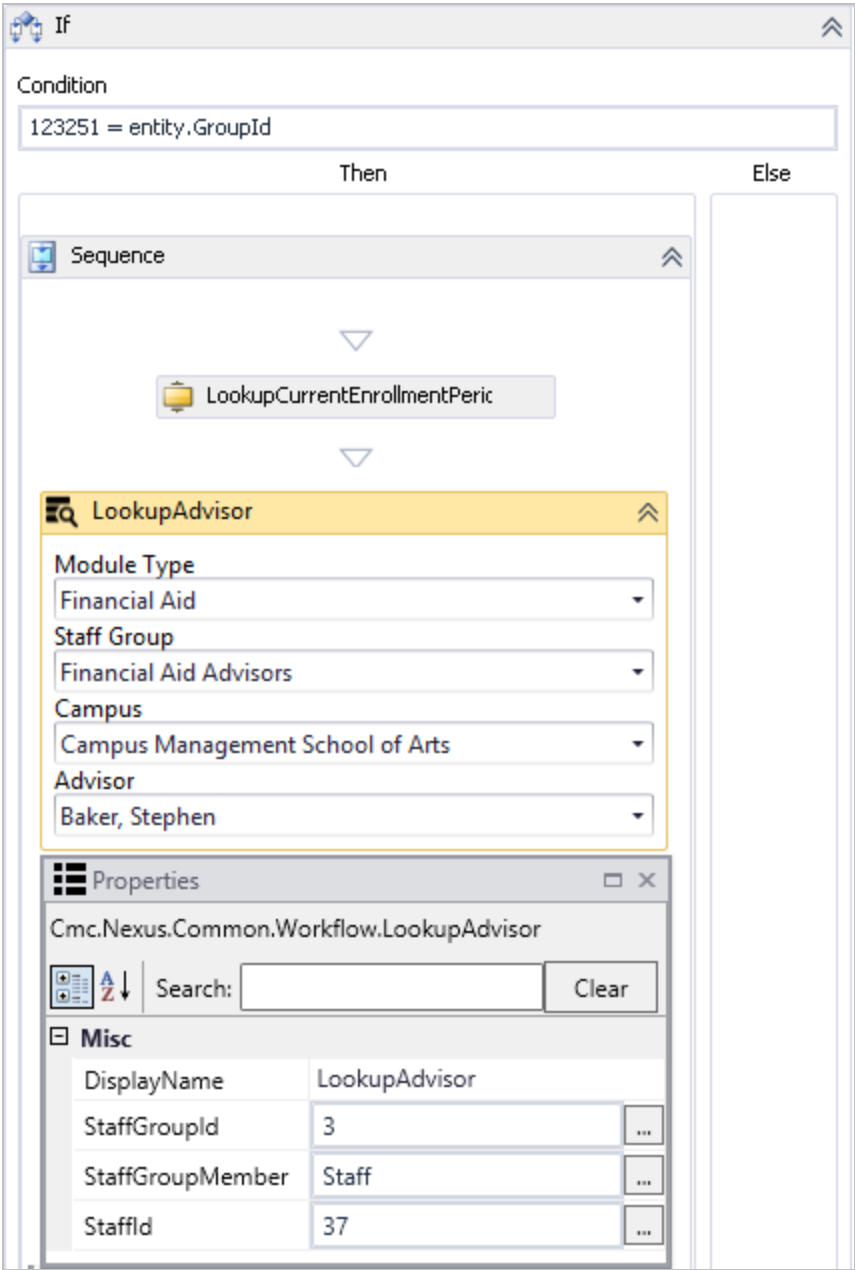 If
Condition
123251 = entity.GroupId
Then Else
Sequence
LookupCurrentEnrollmentPeric
LookupAdvisor
Module Type
Financial Aid
Staff Group
Financial Aid Advisors
Campus
Campus Management School of Arts
Advisor
Baker, Stephen
Properties
Cmc.Nexus.Common.Workflow.LookupAdvisor
A Z Search: Clear
Misc
DisplayName LookupAdvisor
StaffGroupId 3 ...
StaffGroupMember Staff ...
StaffId 37 ...